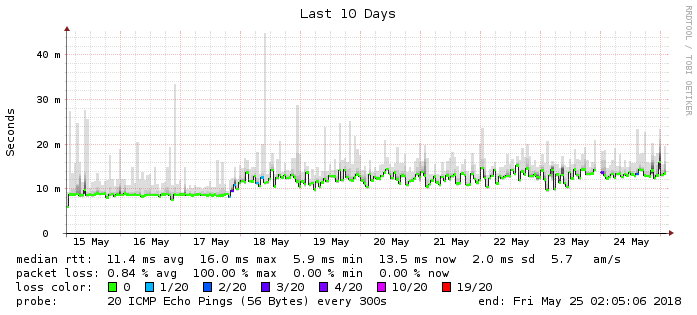 Last 10 Days
RRDTOOL / TOBI OETIKER
Seconds
40 m
30 m
20 m
10 m
0
15 May 16 May 17 May 18 May 19 May 20 May 21 May 22 May 23 May 24 May
median rtt: 11.4 ms avg 16.0 ms max 5.9 ms min 13.5 ms now 2.0 ms sd 5.7 am/s
packet loss: 0.84 % avg 100.00 % max 0.00 % min 0.00 % now
loss color: 0 1/20 2/20 3/20 4/20 10/20 19/20
probe: 20 ICMP Echo Pings (56 Bytes) every 300s end: Fri May 25 02:05:06 2018